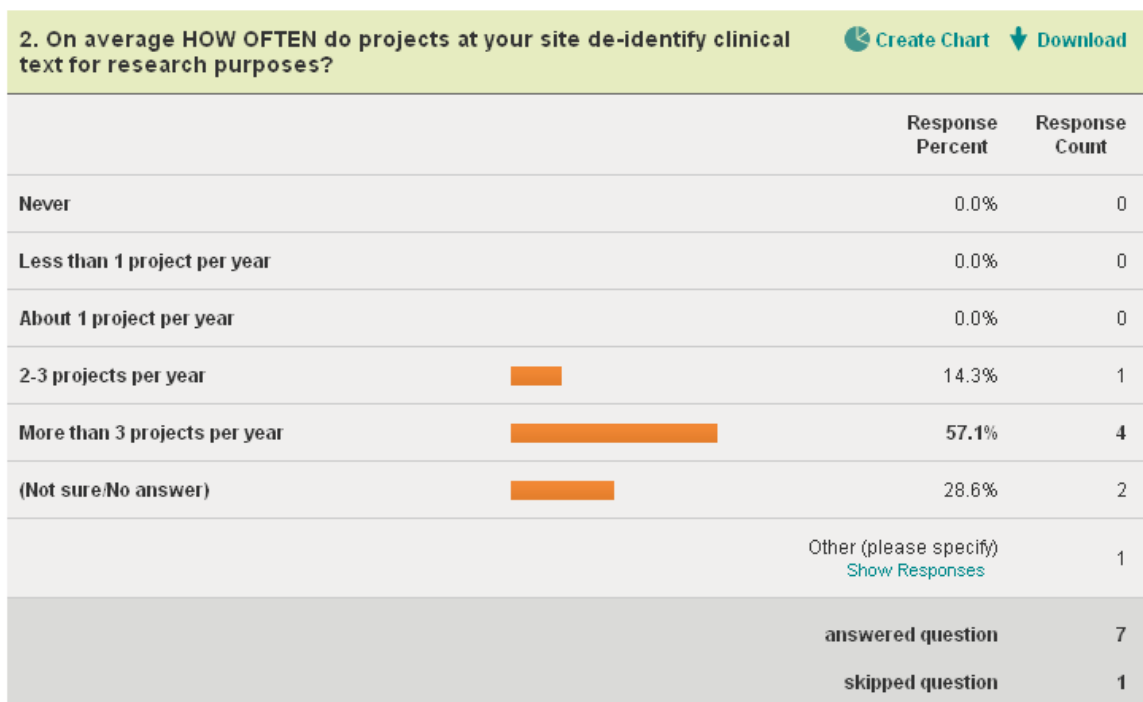 2. On average HOW OFTEN do projects at your site de-identify clinical
text for research purposes?
Create Chart Download
Response Percent Response Count
Never 0.0% 0
Less than 1 project per year 0.0% 0
About 1 project per year 0.0% 0
2-3 projects per year 14.3% 1
More than 3 projects per year 57.1% 4
(Not sure/No answer) 28.6% 2
Other (please specify) 1
Show Responses
answered question 7
skipped question 1